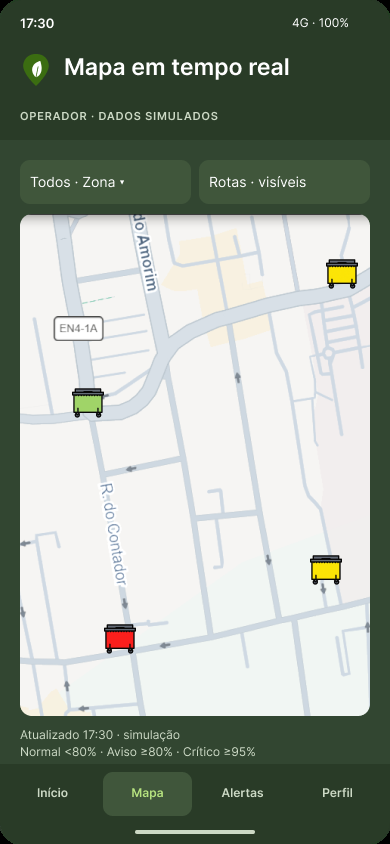 17:30
4G · 100%
Mapa em tempo real
OPERADOR · DADOS SIMULADOS
Todos · Zona ▾
Rotas · visíveis
do Amorim
EN4-1A
R. do Contador
Atualizado 17:30 · simulação
Normal <80% · Aviso ≥80% · Crítico ≥95%
Início
Mapa
Alertas
Perfil